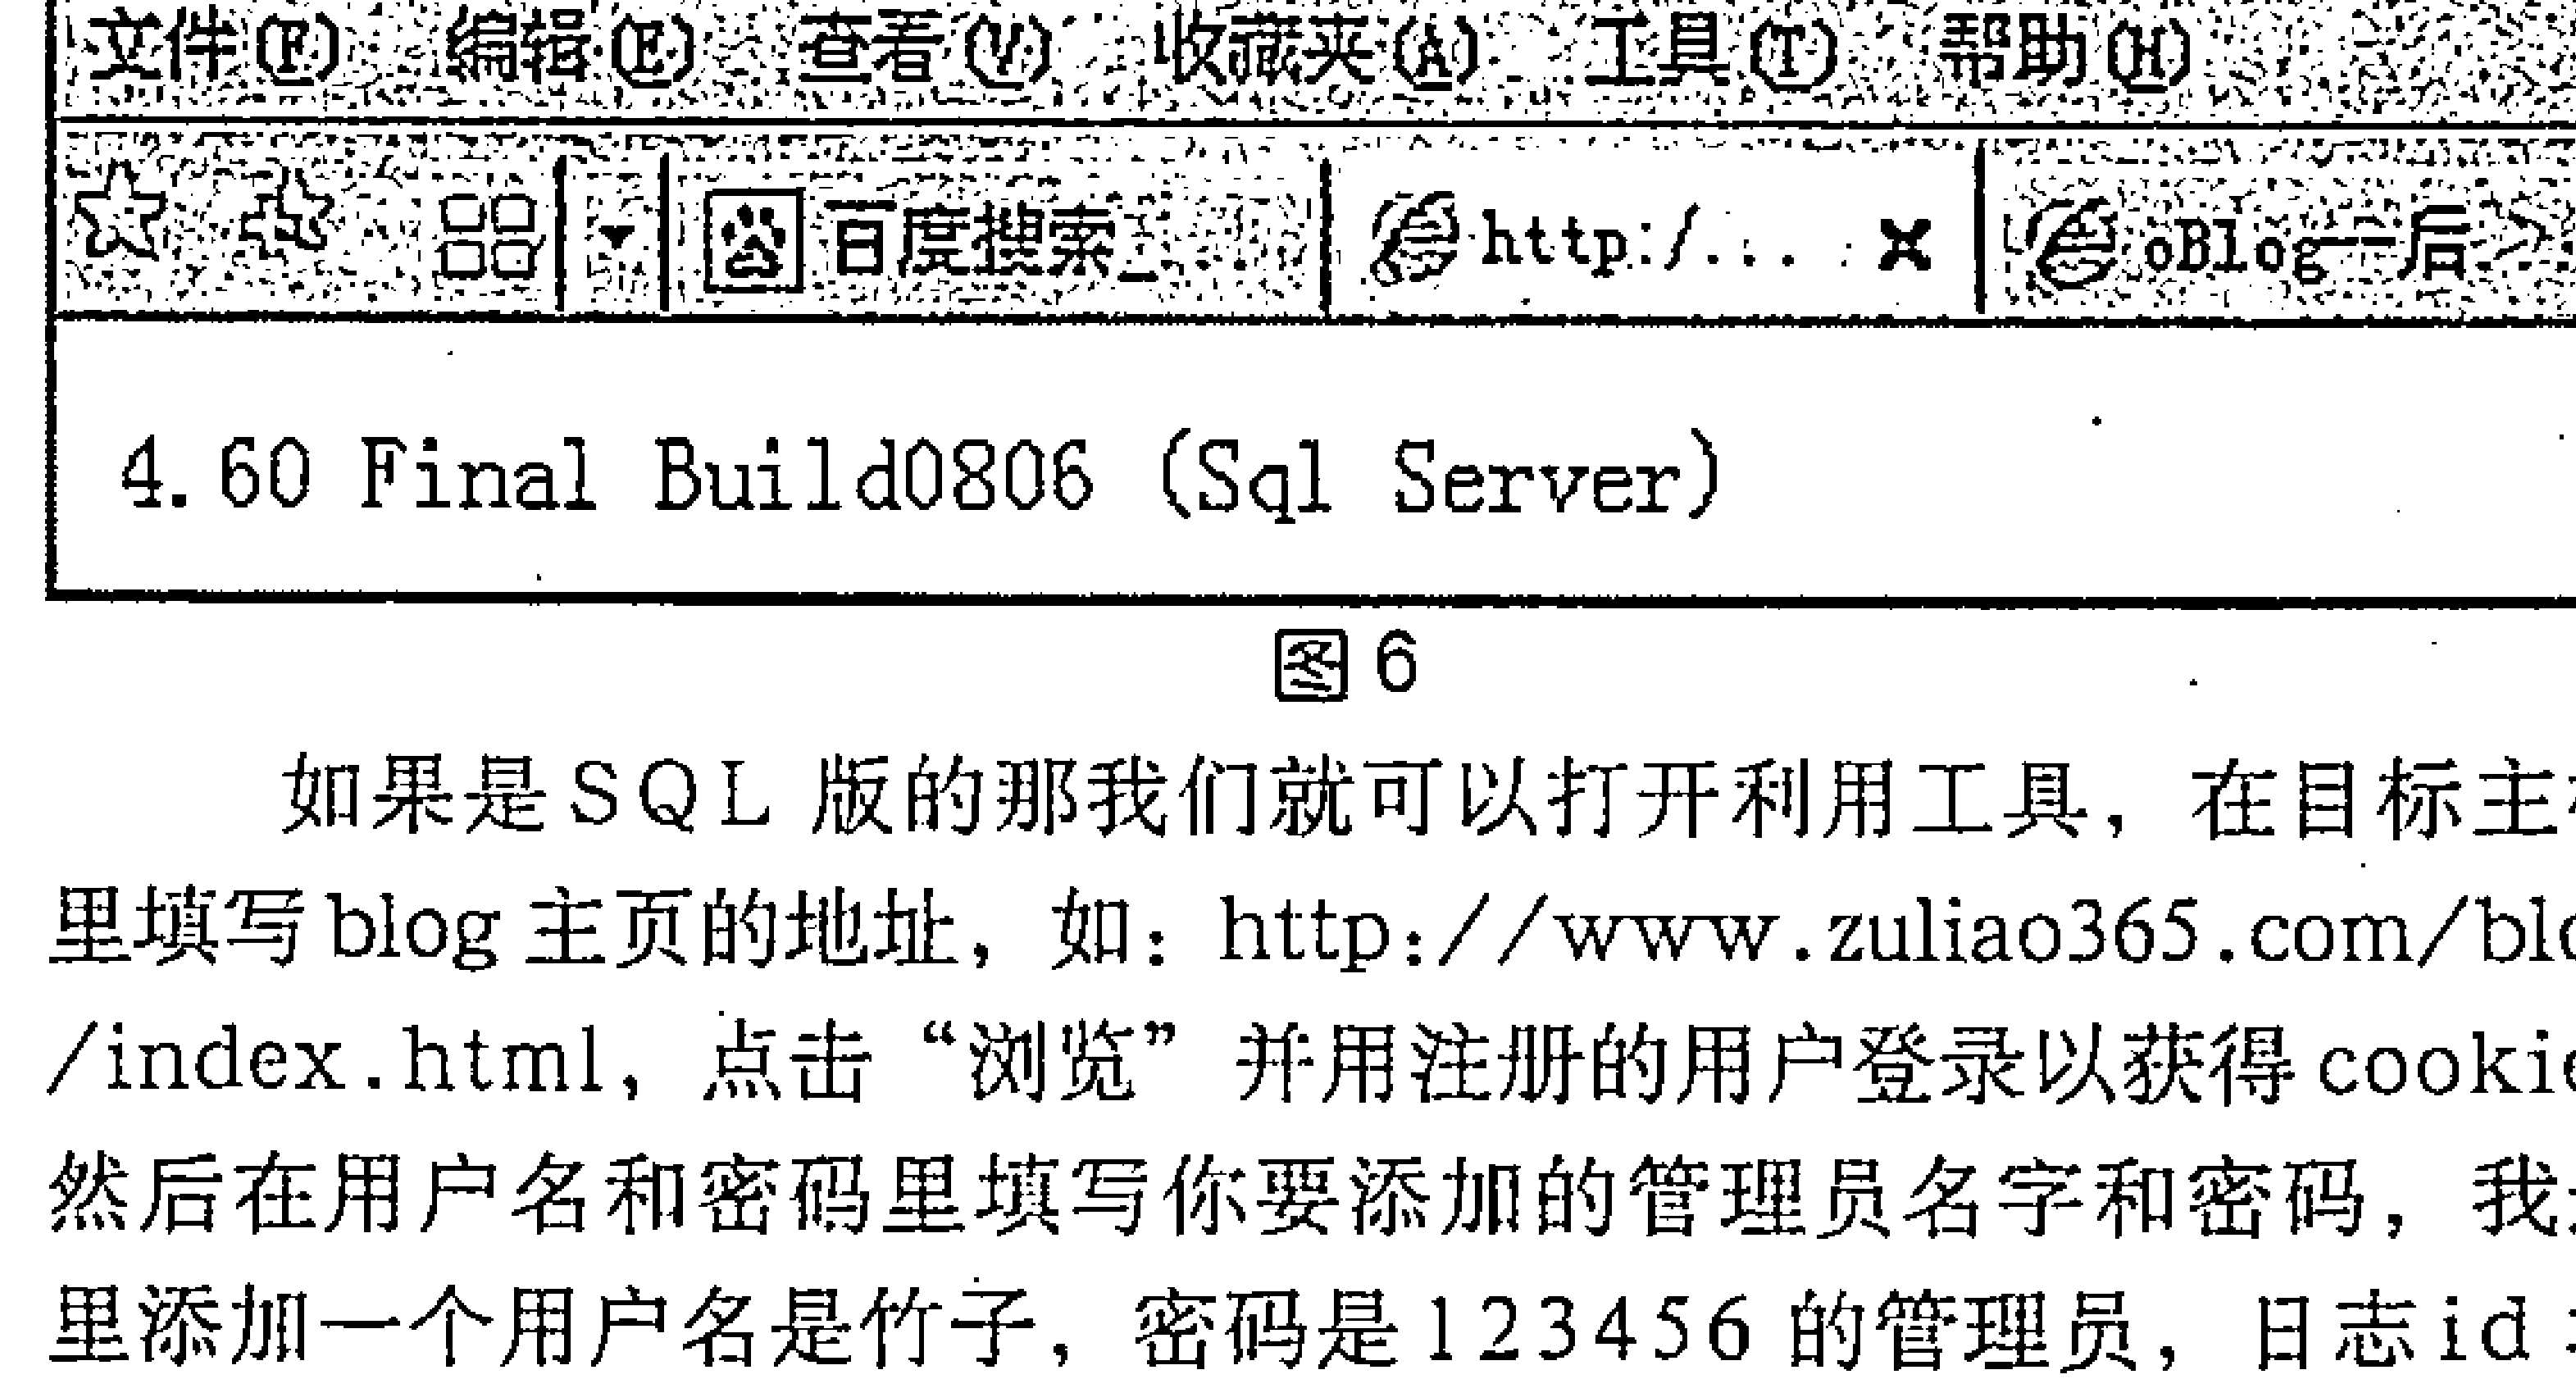 文件(F) 编辑(E) 查看(V) 收藏夹(A) 工具(T) 帮助(H)
百度搜索_ http:/... oBlog--后
4.60 Final Build0806 (Sql Server)
图6
如果是SQL 版的那我们就可以打开利用工具，在目标主
里填写blog主页的地址，如：http://www.zuliao365.com/blo
/index.html，点击“浏览”并用注册的用户登录以获得cookie
然后在用户名和密码里填写你要添加的管理员名字和密码，我
里添加一个用户名是竹子，密码是123456 的管理员，日志id